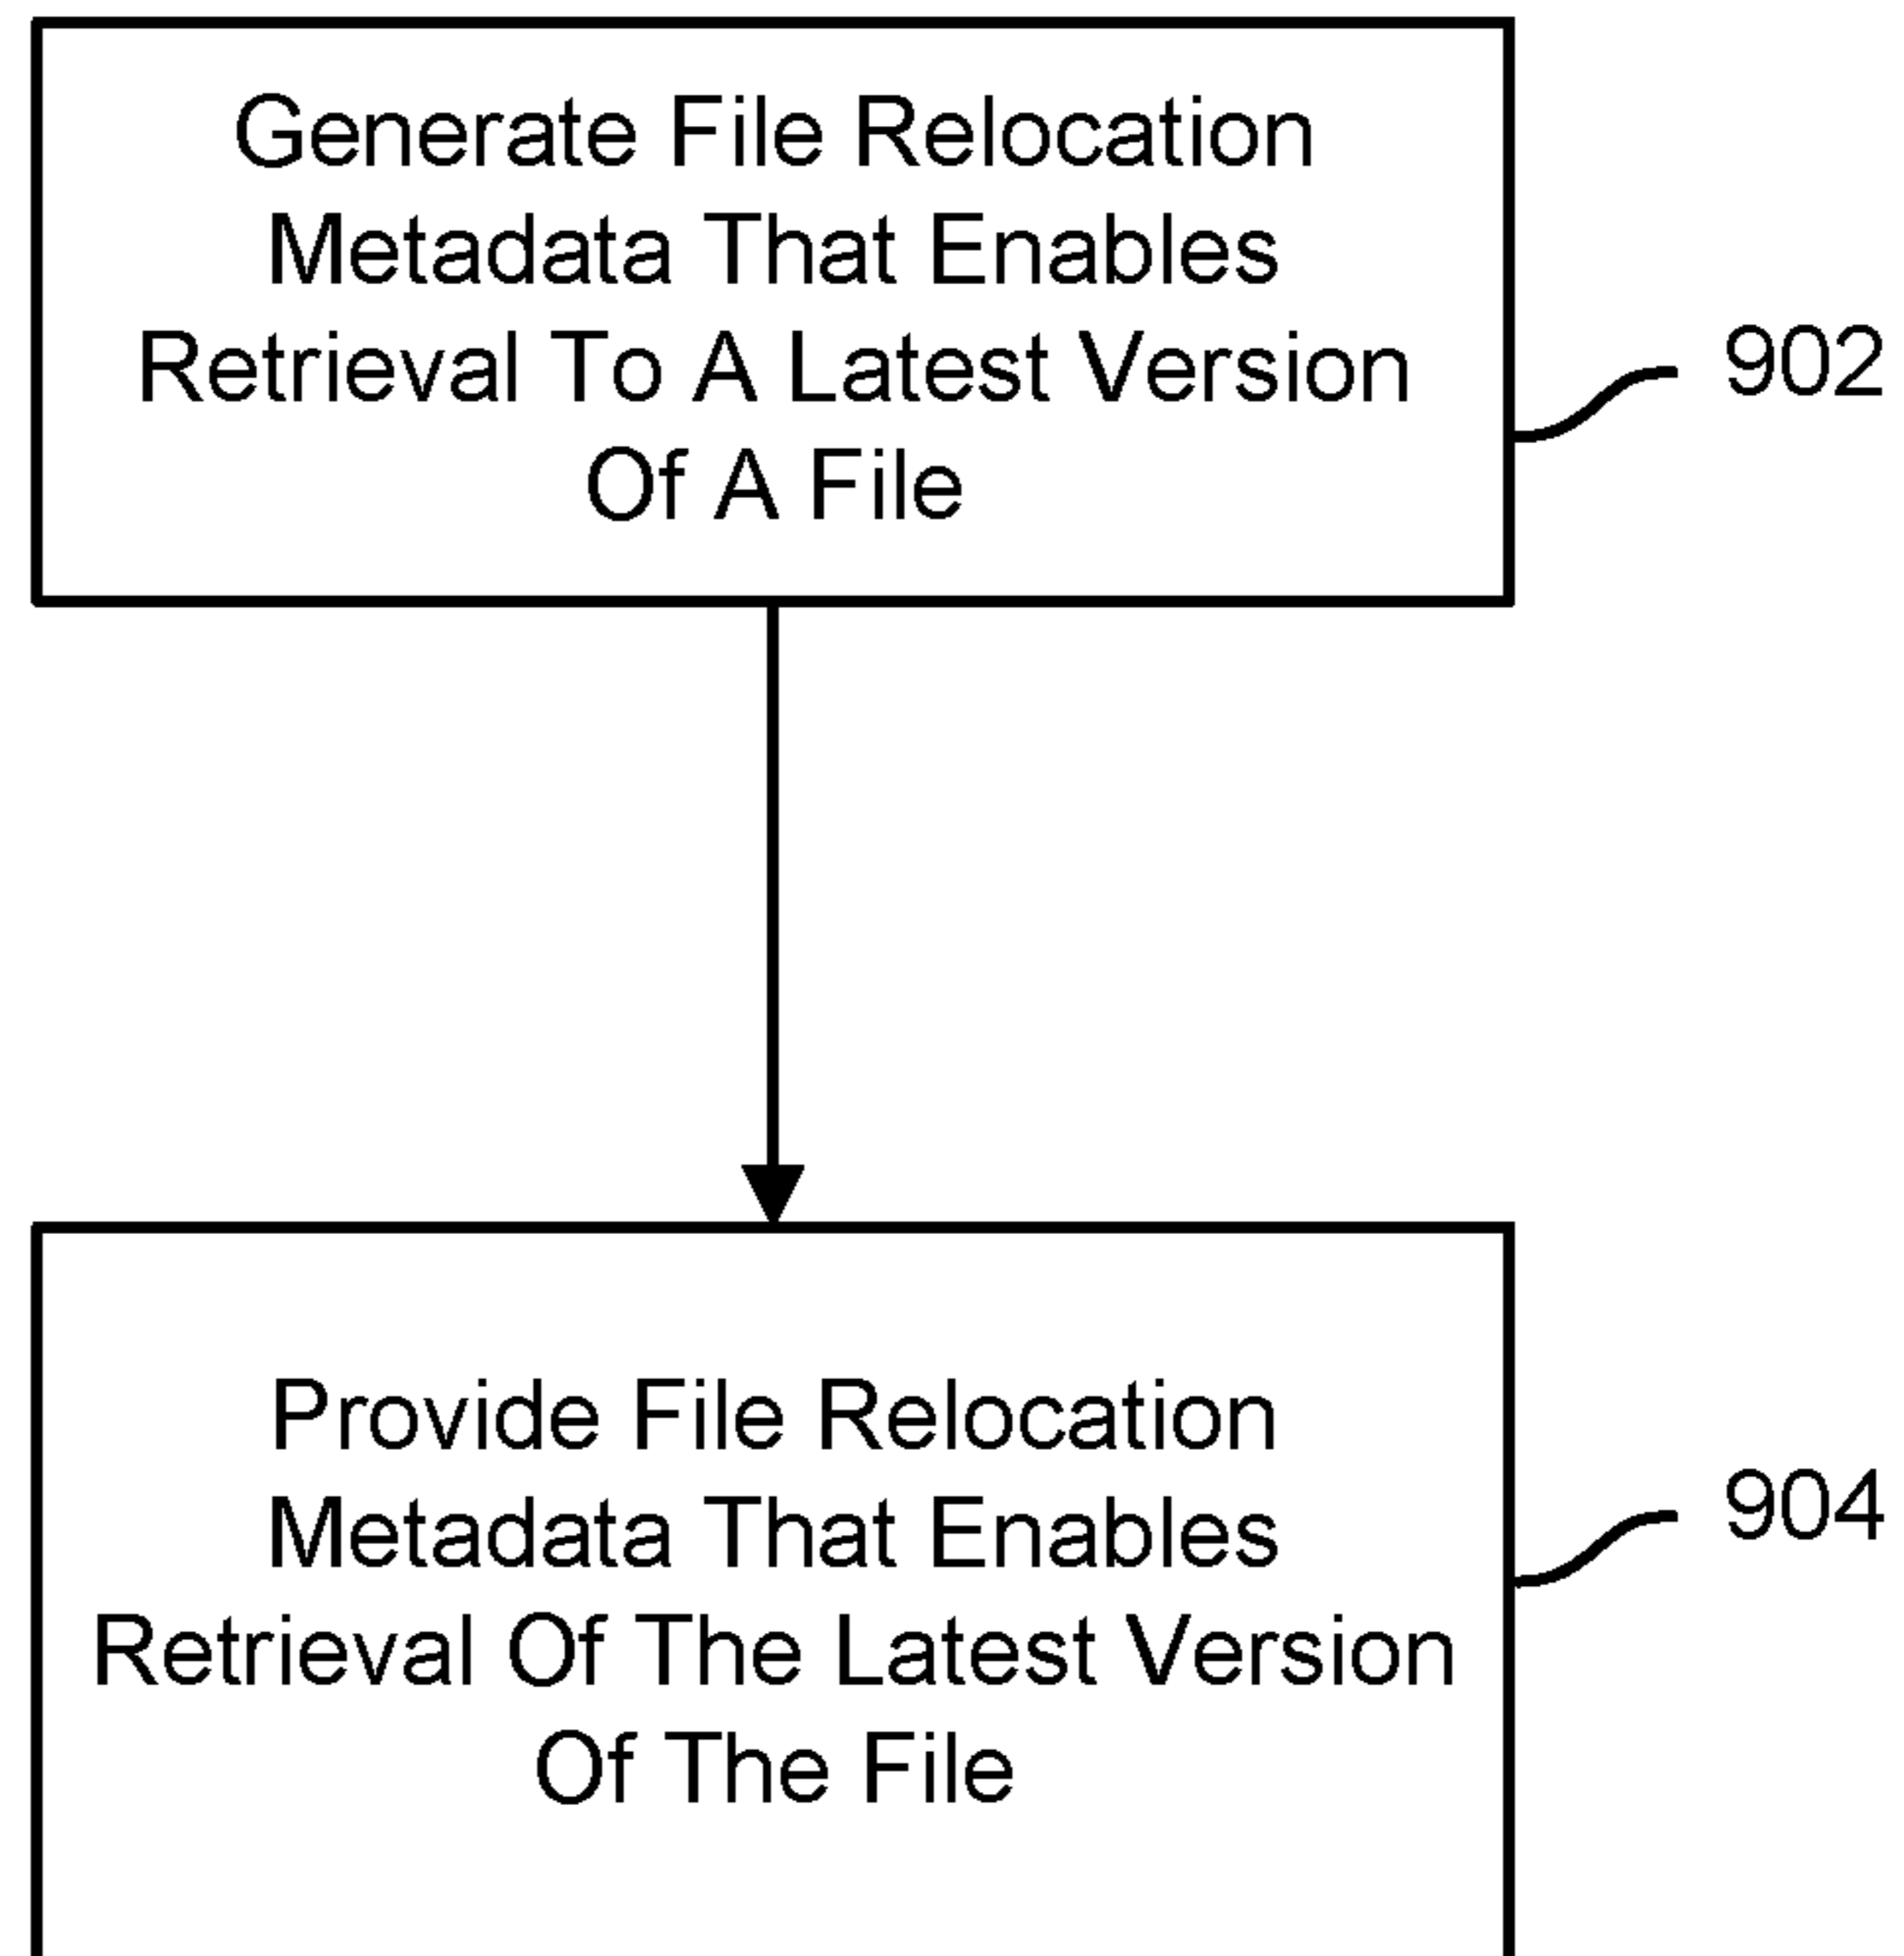 Generate File Relocation
Metadata That Enables
Retrieval To A Latest Version
Of A File
902
Provide File Relocation
Metadata That Enables
Retrieval Of The Latest Version
Of The File
904